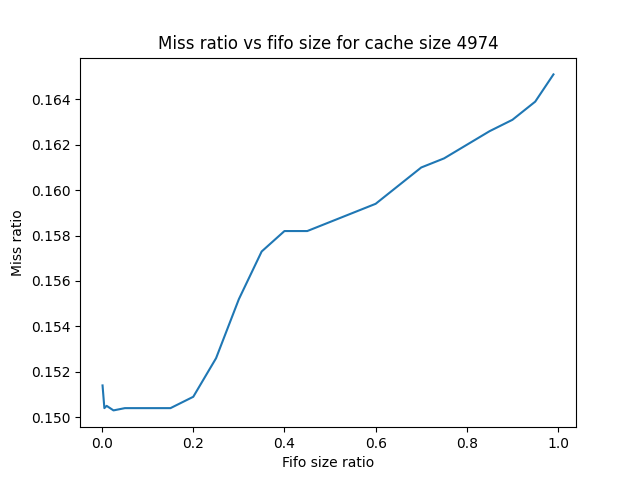 Miss ratio vs fifo size for cache size 4974
0.164
0.162
0.160
0.158
0.156
0.154
0.152
0.150
Miss ratio
0.0 0.2 0.4 0.6 0.8 1.0
Fifo size ratio